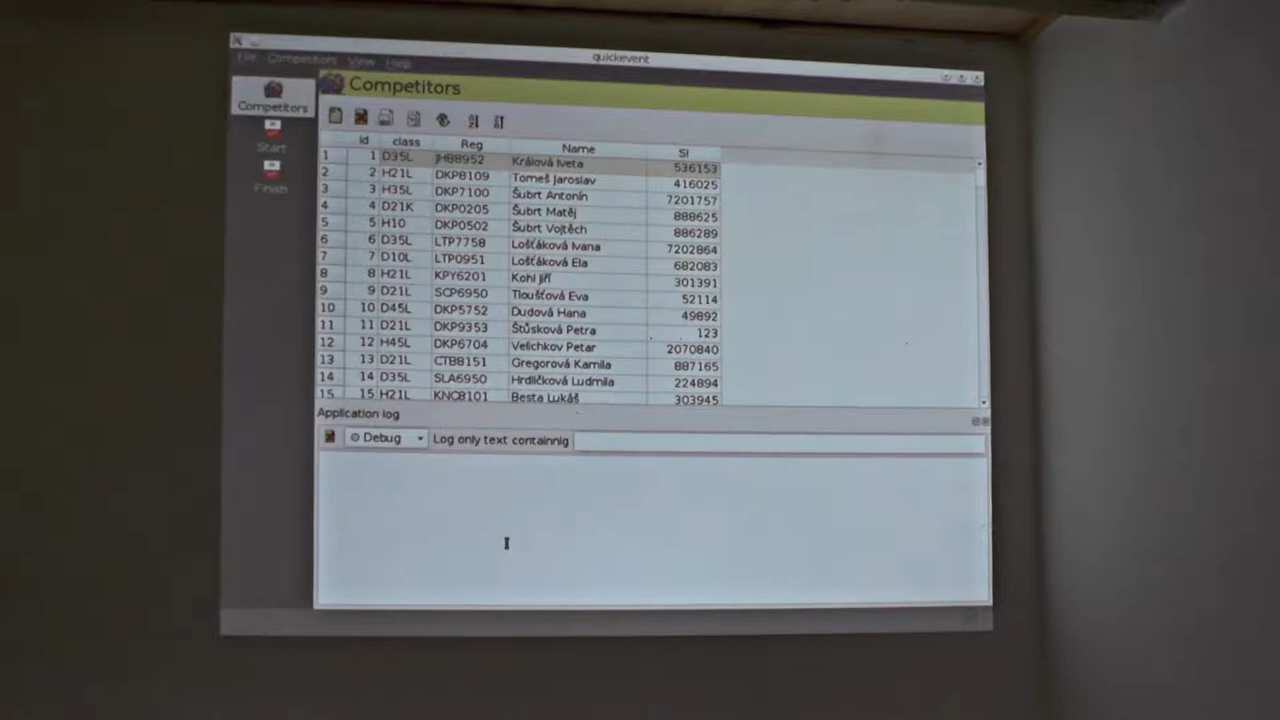 quickevent
File Competitors View Help
Competitors
Competitors
Start
Finish
id class Reg Name SI
1 1 D35L JHB8952 Králová Iveta 536153
2 2 H21L DKP8109 Tomeš Jaroslav 416025
3 3 H35L DKP7100 Šubrt Antonín 7201757
4 4 D21K DKP0205 Šubrt Matěj 888625
5 5 H10 DKP0502 Šubrt Vojtěch 886289
6 6 D35L LTP7758 Lošťáková Ivana 7202864
7 7 D10L LTP0951 Lošťáková Ela 682083
8 8 H21L KPY6201 Kohl Jiří 301391
9 9 D21L SCP6950 Tloušťová Eva 52114
10 10 D45L DKP5752 Dudová Hana 49892
11 11 D21L DKP9353 Štůsková Petra 123
12 12 H45L DKP6704 Velichkov Petar 2070840
13 13 D21L CTB8151 Gregorová Kamila 887165
14 14 D35L SLA6950 Hrdličková Ludmila 224894
15 15 H21L KNC8101 Besta Lukáš 303945
Application log
Debug Log only text containnig